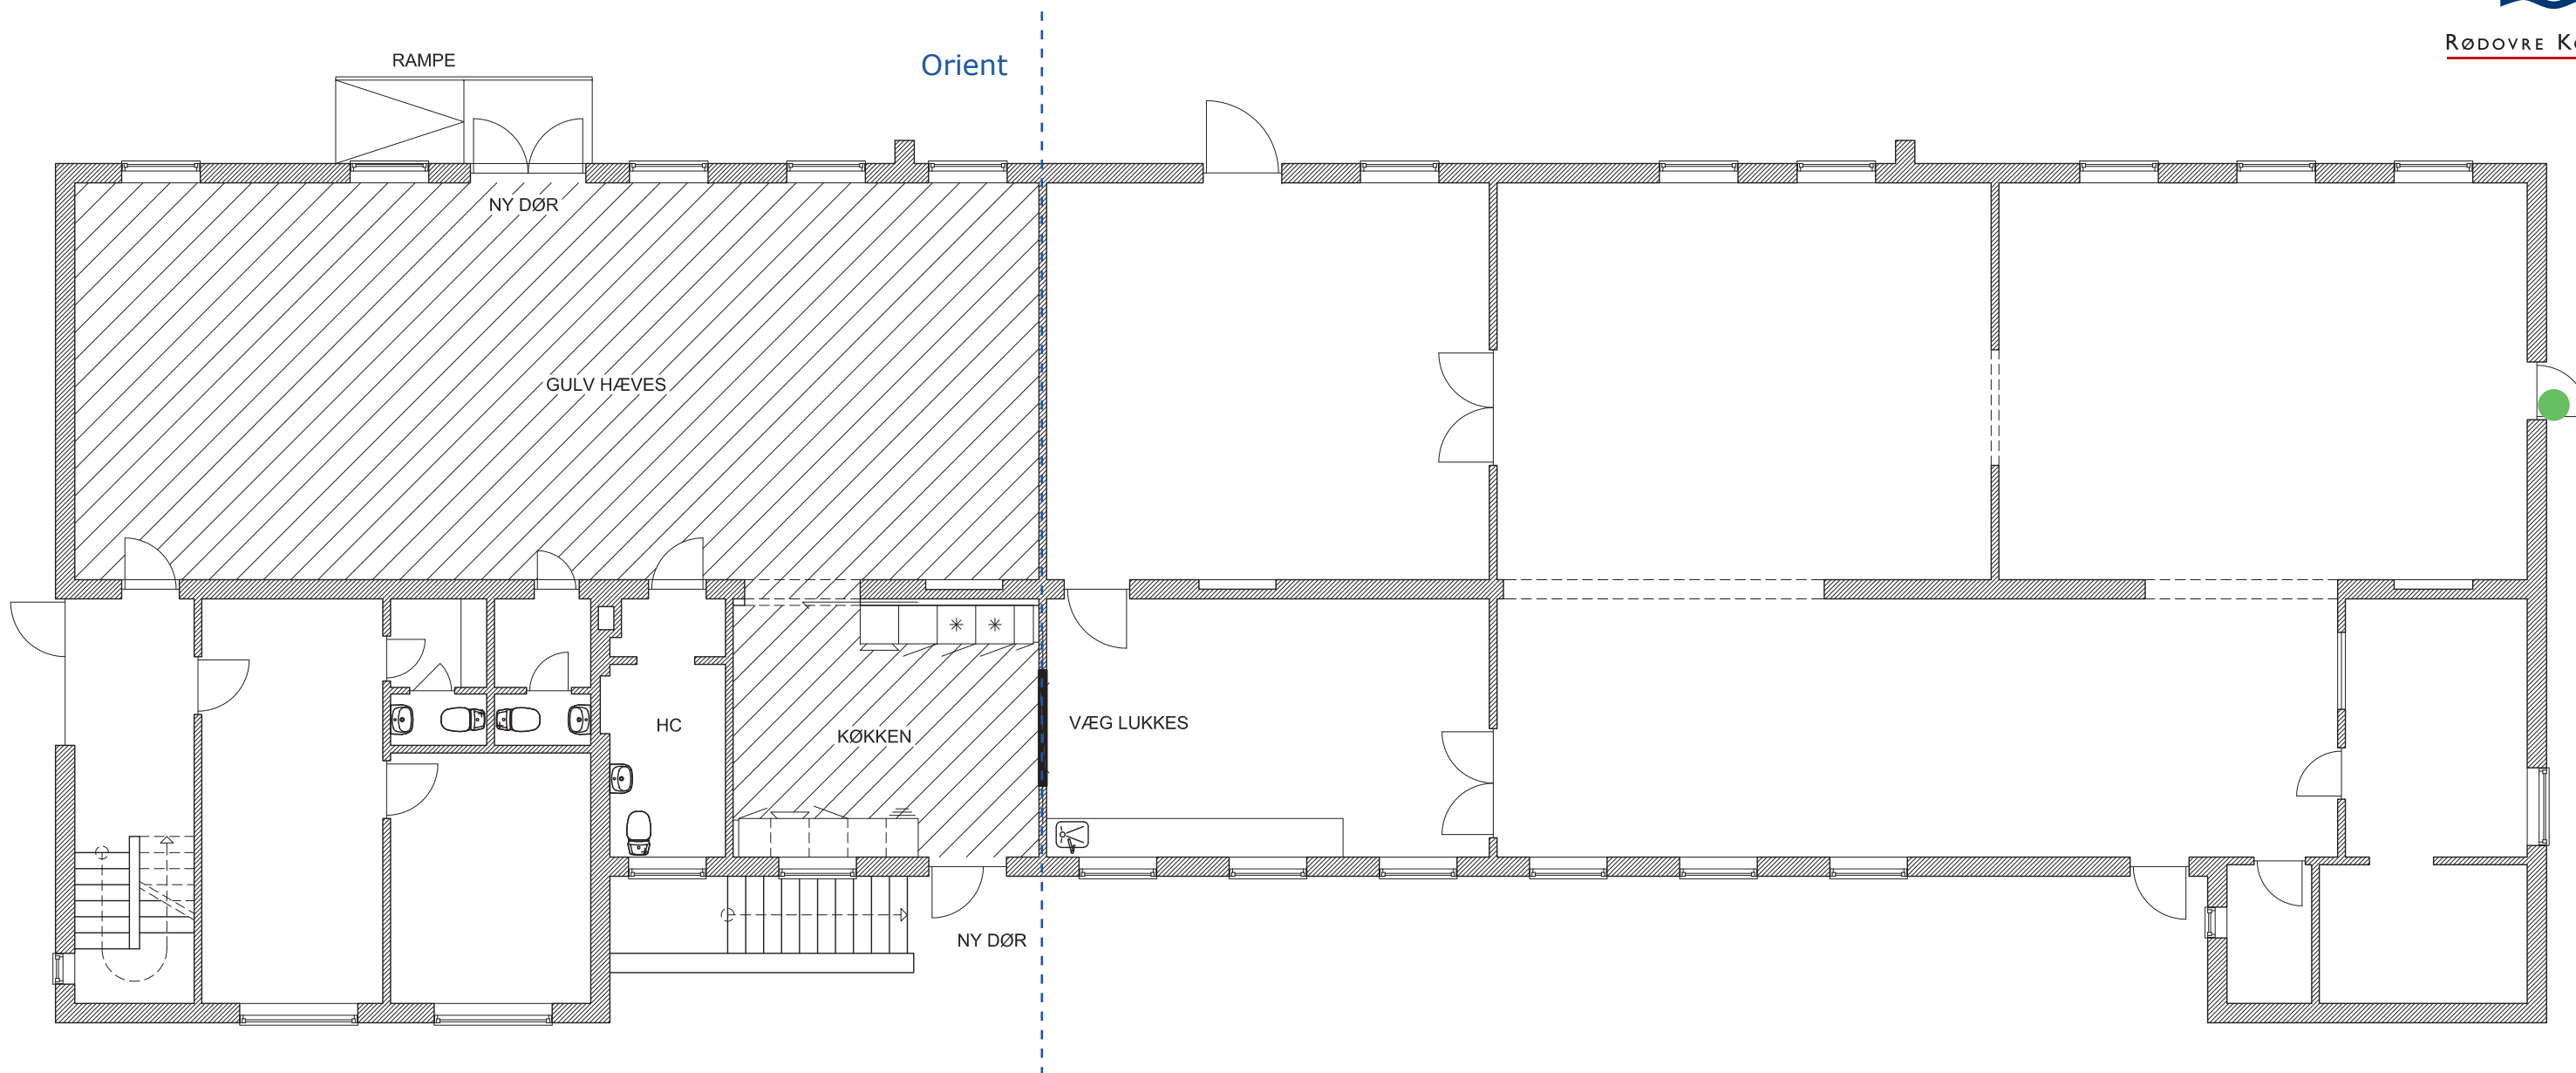 RAMPE
Orient
RØDOVRE
NY DØR
GULV HÆVES
HC
KØKKEN
VÆG LUKKES
NY DØR